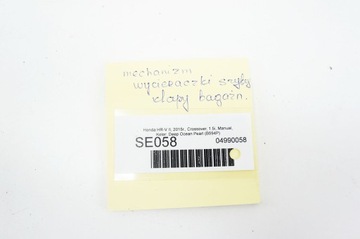 mechanizm
wycieraczki szyby
klapy bagażn.
Honda HR-V II, 2015r., Crossover, 1.5i, Manual,
Kolor: Deep Ocean Pearl (B594P)
SE058
04990058